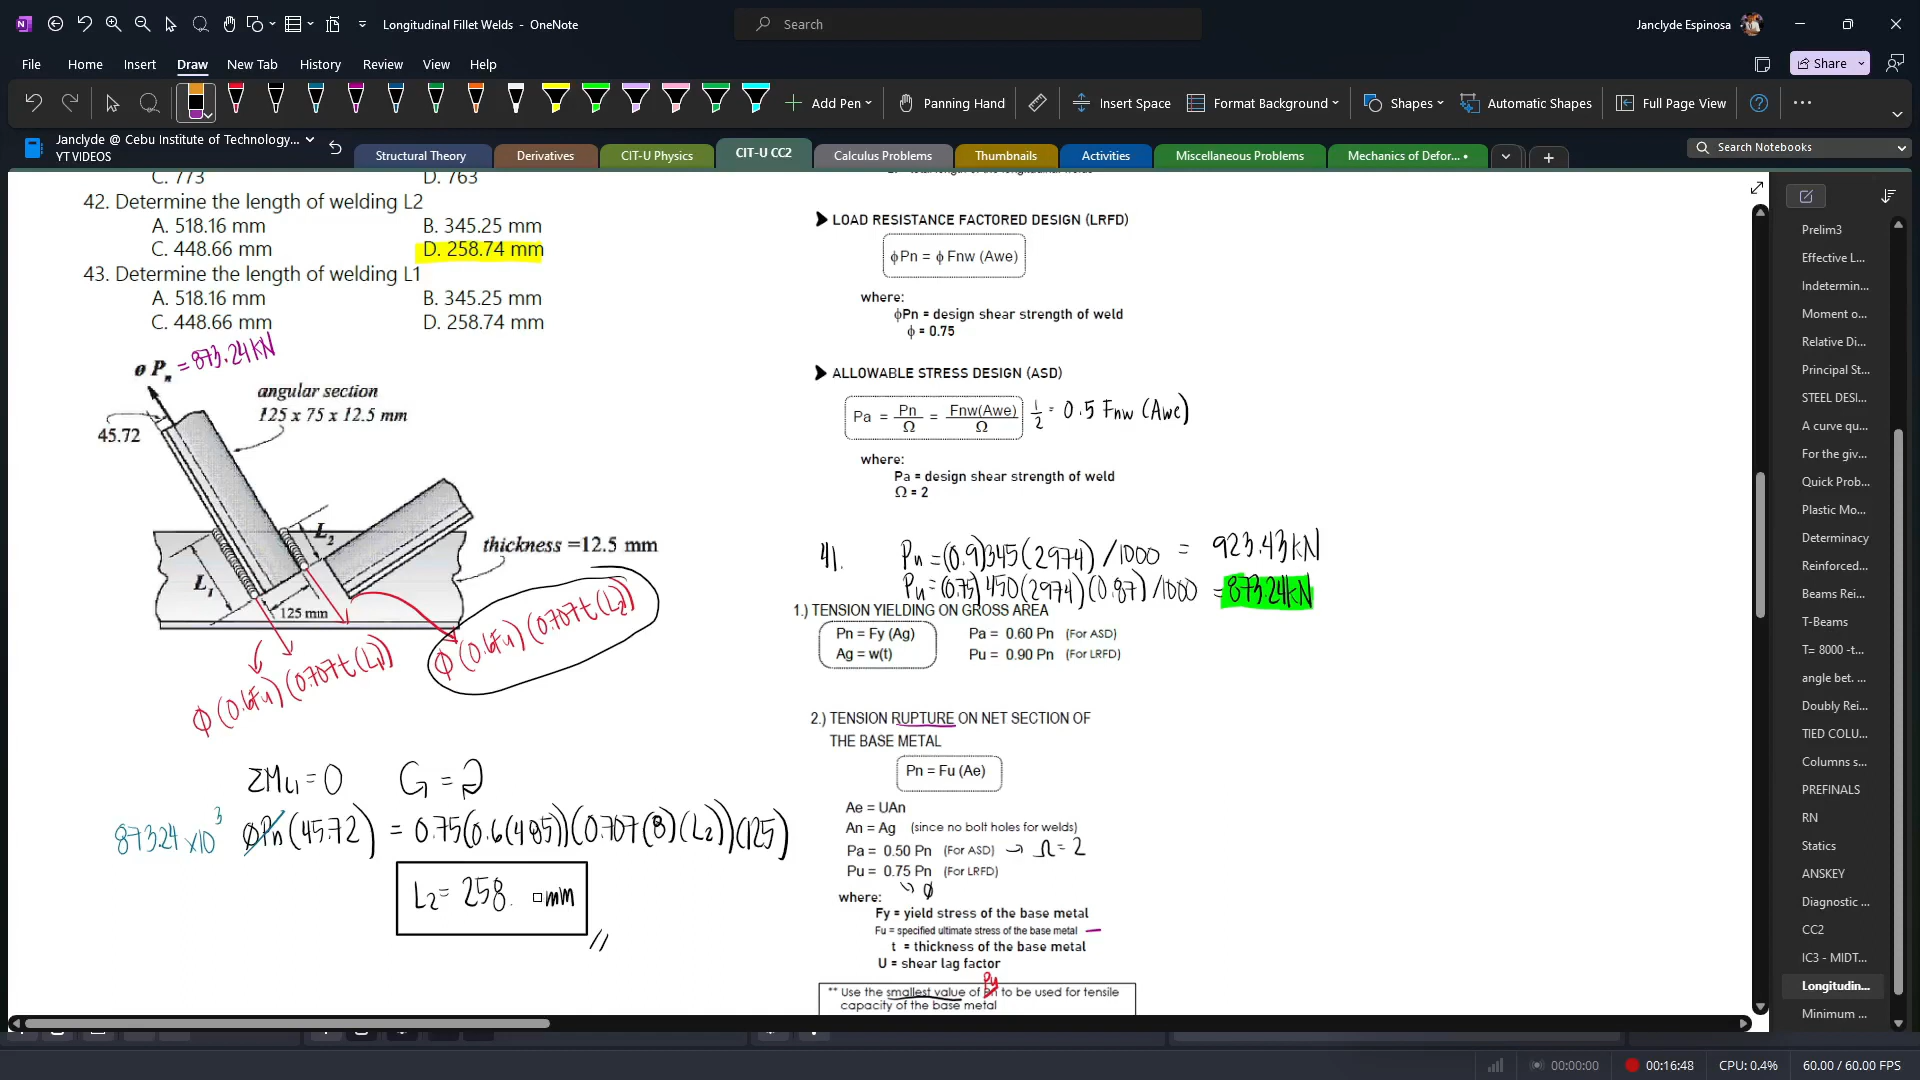 Longitudinal Fillet Welds - OneNote
Search
Janclyde Espinosa
File Home Insert Draw New Tab History Review View Help
Share
Add Pen Panning Hand Insert Space Format Background Shapes Automatic Shapes Full Page View
Janclyde @ Cebu Institute of Technology...
YT VIDEOS
Structural Theory Derivatives CIT-U Physics CIT-U CC2 Calculus Problems Thumbnails Activities Miscellaneous Problems Mechanics of Defor...
Search Notebooks
C. 773 D. 763
42. Determine the length of welding L2
A. 518.16 mm B. 345.25 mm
C. 448.66 mm D. 258.74 mm
43. Determine the length of welding L1
A. 518.16 mm B. 345.25 mm
C. 448.66 mm D. 258.74 mm
ø Pn = 873.24 kN
angular section
125 x 75 x 12.5 mm
45.72
L2
thickness =12.5 mm
L1
125 mm
Φ(0.6Fu)(0.707t(L2))
Φ(0.6Fu)(0.707t(L1))
ΣML1=0 G=2
873.24 x10³ ϕPn(45.72) = 0.75(0.6(485))(0.707(8)(L2))(125)
L2= 258. □mm
LOAD RESISTANCE FACTORED DESIGN (LRFD)
ϕPn = ϕ Fnw (Awe)
where:
ϕPn = design shear strength of weld
ϕ = 0.75
ALLOWABLE STRESS DESIGN (ASD)
Pa = Pn/Ω = Fnw(Awe)/Ω 1/2 = 0.5 Fnw (Awe)
where:
Pa = design shear strength of weld
Ω = 2
41. Pn =(0.9)345(2974)/1000 = 923.43kN
Pu =(0.75)450(2974)(0.87)/1000 = 873.24kN
1.) TENSION YIELDING ON GROSS AREA
Pn = Fy (Ag) Pa = 0.60 Pn (For ASD)
Ag = w(t) Pu = 0.90 Pn (For LRFD)
2.) TENSION RUPTURE ON NET SECTION OF
THE BASE METAL
Pn = Fu (Ae)
Ae = UAn
An = Ag (since no bolt holes for welds)
Pa = 0.50 Pn (For ASD) → Ω= 2
Pu = 0.75 Pn (For LRFD)
ϕ
where:
Fy = yield stress of the base metal
Fu = specified ultimate stress of the base metal
t = thickness of the base metal
U = shear lag factor
Pu
** Use the smallest value of Pn to be used for tensile
capacity of the base metal
Prelim3
Effective L...
Indetermin...
Moment o...
Relative Di...
Principal St...
STEEL DESI...
A curve qu...
For the giv...
Quick Prob...
Plastic Mo...
Determinacy
Reinforced...
Beams Rei...
T-Beams
T= 8000 -t...
angle bet. ...
Doubly Rei...
TIED COLU...
Columns s...
PREFINALS
RN
Statics
ANSKEY
Diagnostic ...
CC2
IC3 - MIDT...
Longitudin...
Minimum ...
00:00:00 00:16:48 CPU: 0.4% 60.00 / 60.00 FPS